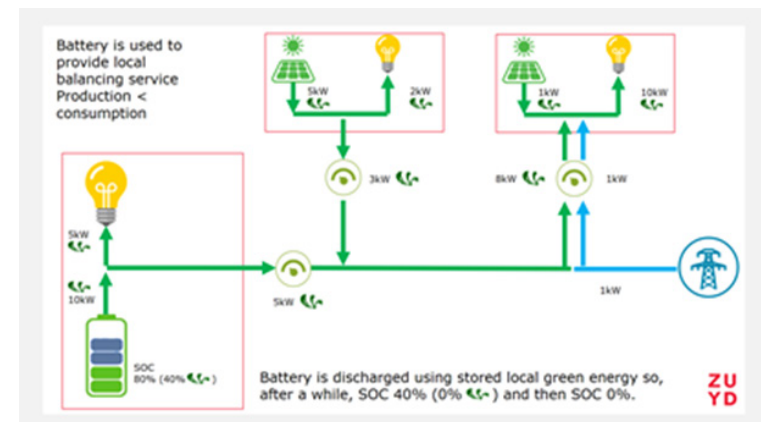 Battery is used to
provide local
balancing service
Production <
consumption
5kW
2kW
1kW
10kW
3kW
8kW
1kW
5kW
10kW
5kW
1kW
SOC
80% (40% )
Battery is discharged using stored local green energy so,
after a while, SOC 40% (0% ) and then SOC 0%.
ZU
YD